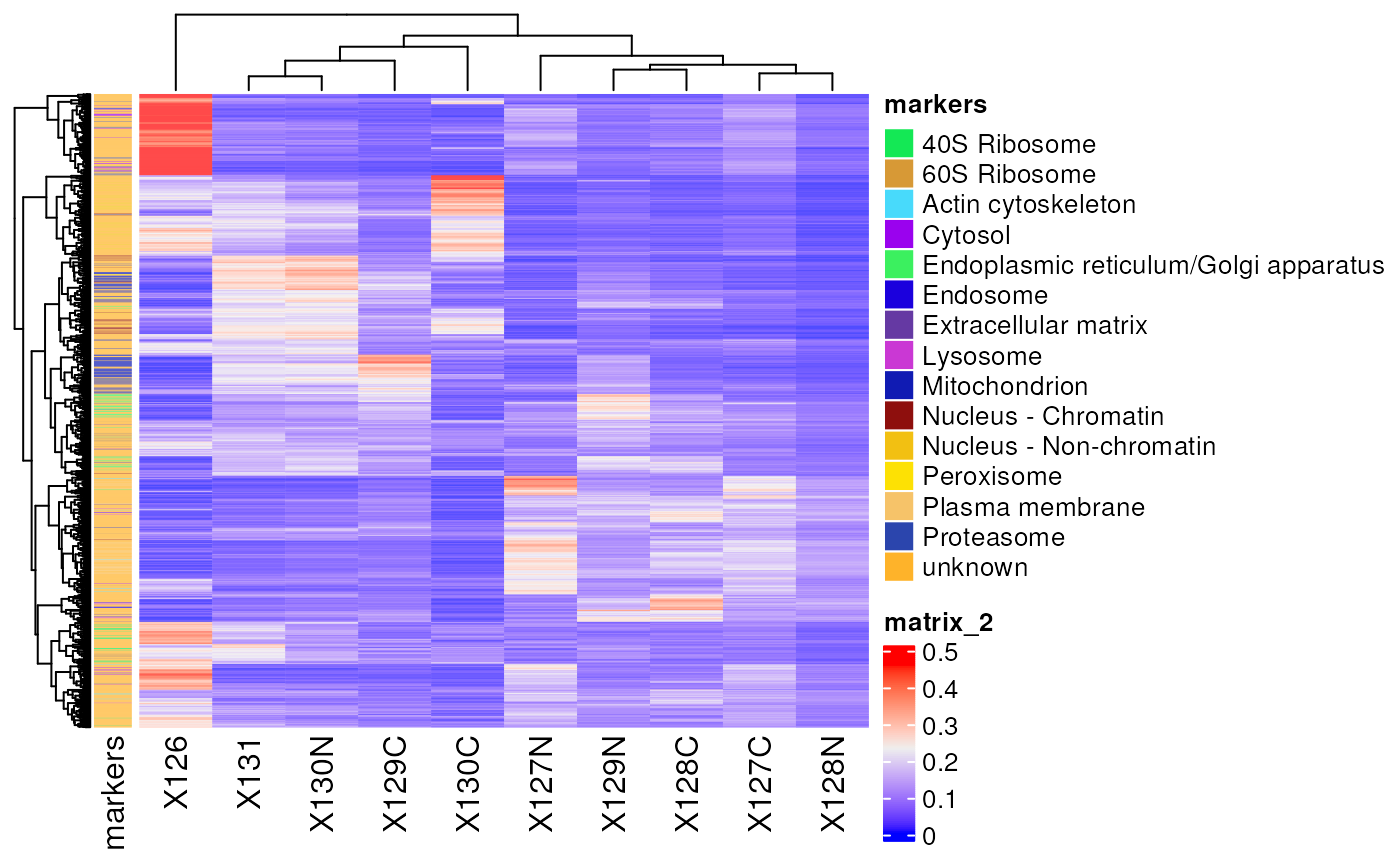 markers
40S Ribosome
60S Ribosome
Actin cytoskeleton
Cytosol
Endoplasmic reticulum/Golgi apparatus
Endosome
Extracellular matrix
Lysosome
Mitochondrion
Nucleus - Chromatin
Nucleus - Non-chromatin
Peroxisome
Plasma membrane
Proteasome
unknown
matrix_2
0.5
0.4
0.3
0.2
0.1
0
markers
X126
X131
X130N
X129C
X130C
X127N
X129N
X128C
X127C
X128N